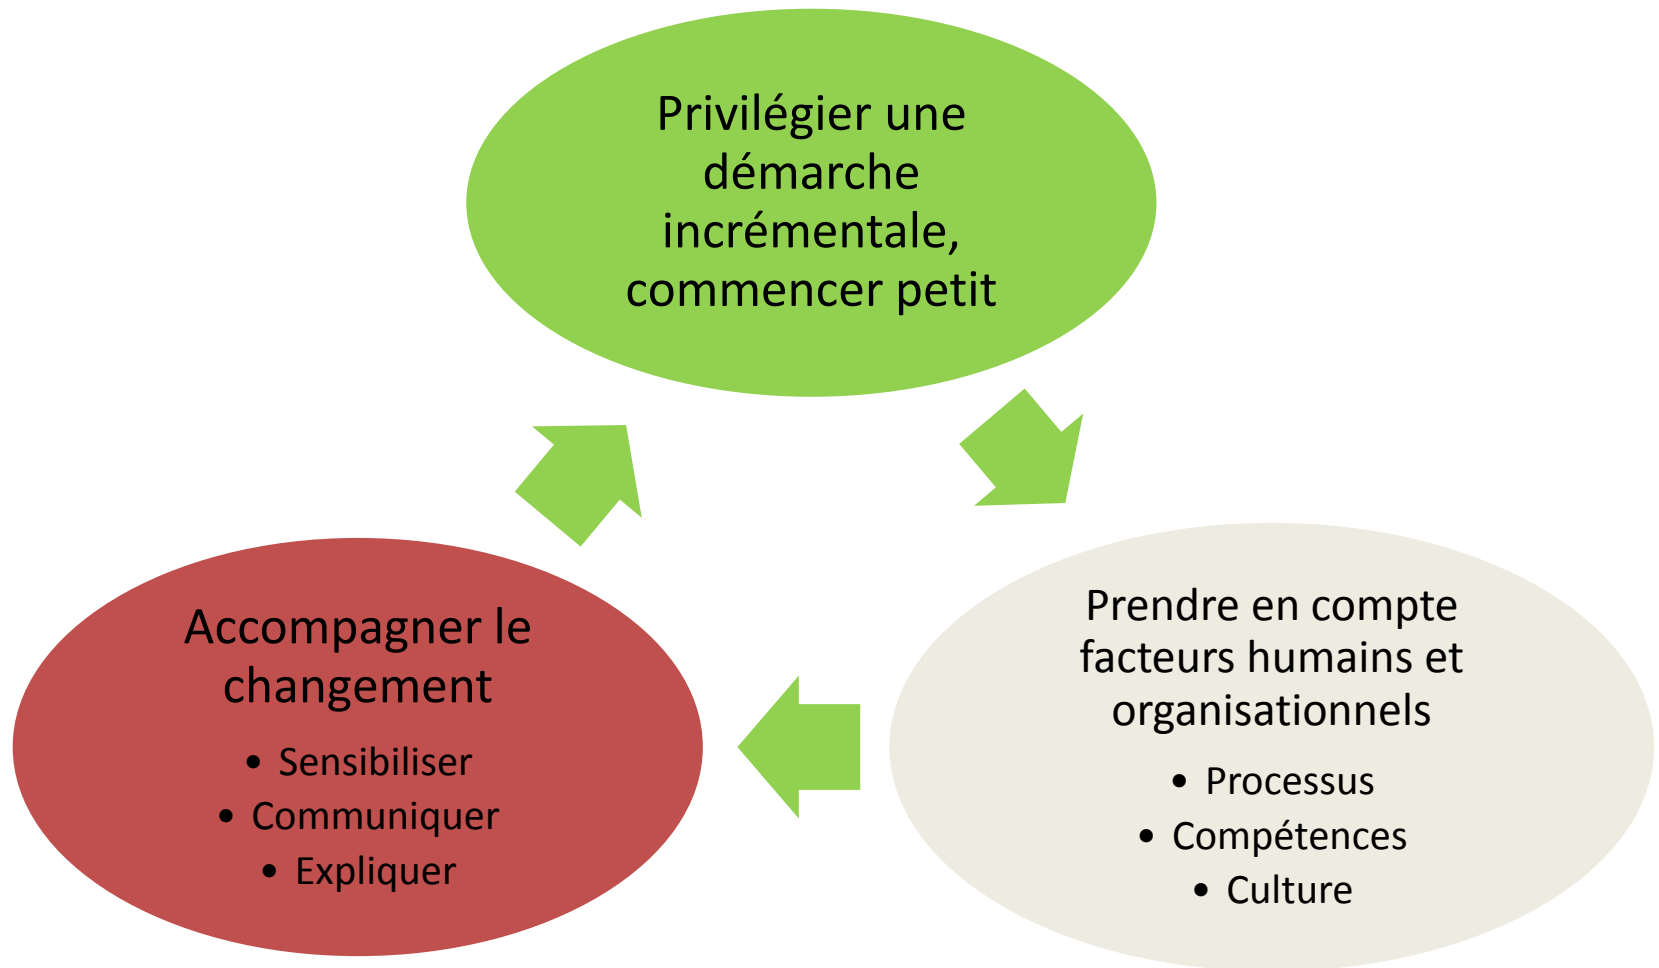 Privilégier une
démarche
incrémentale,
commencer petit
Prendre en compte
facteurs humains et
organisationnels
• Processus
• Compétences
• Culture
Accompagner le
changement
• Sensibiliser
• Communiquer
• Expliquer